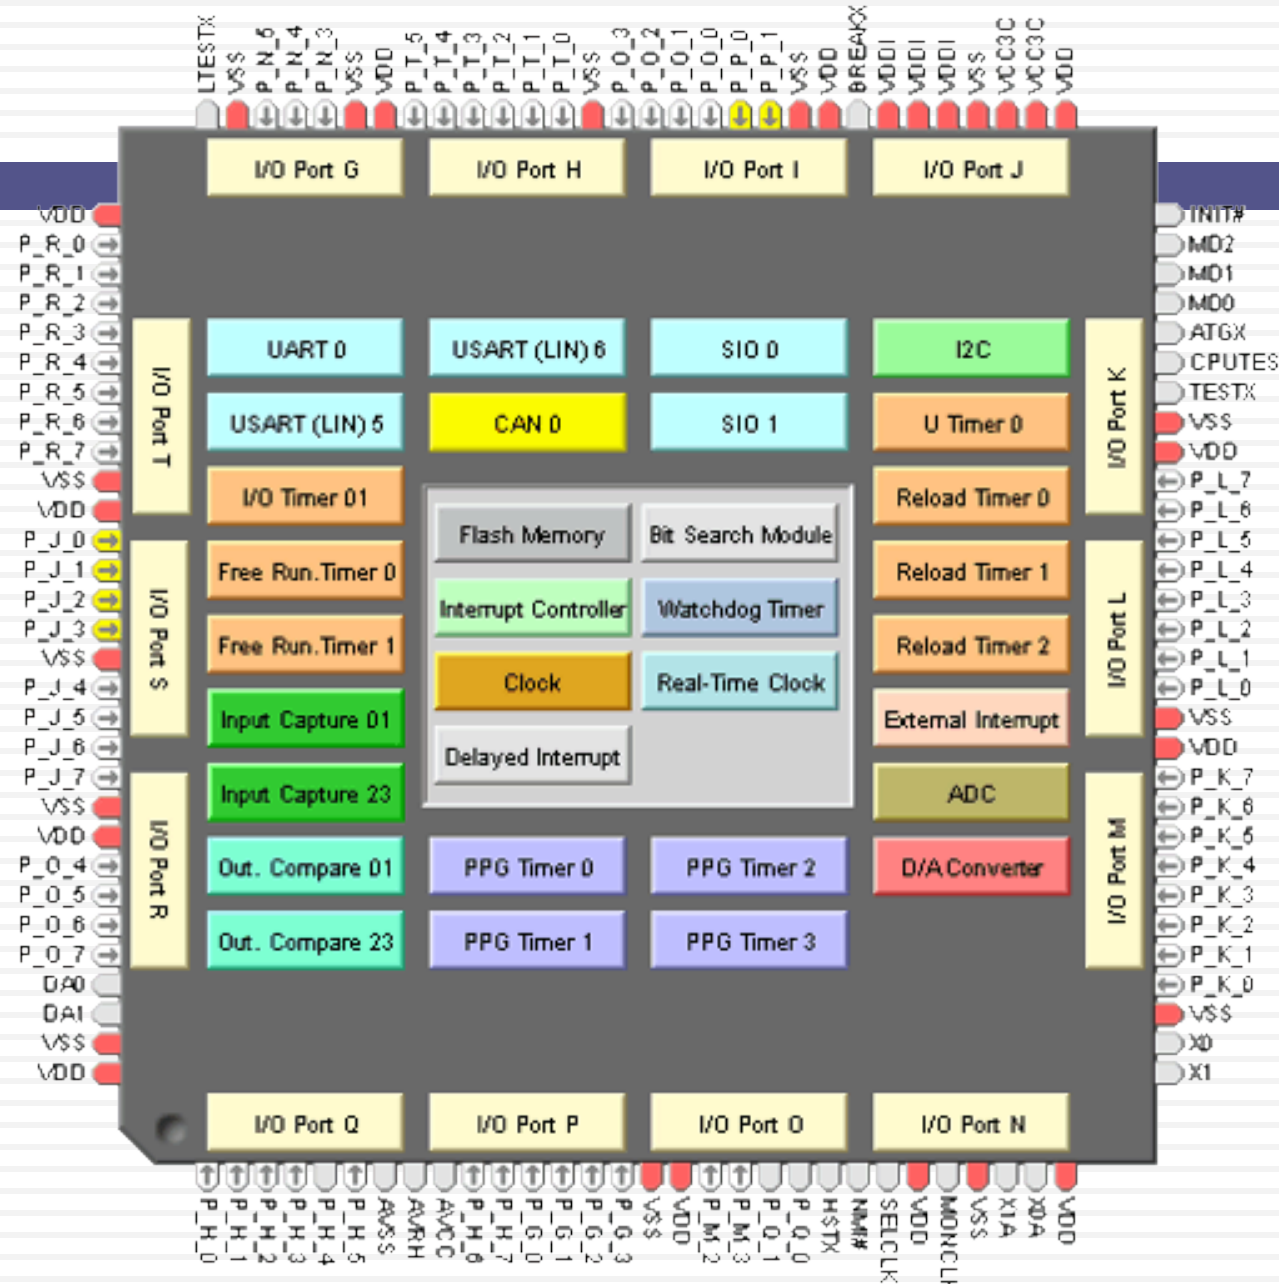 LTESTX
VSS
P_N_5
P_N_4
P_N_3
VSS
VDD
P_T_5
P_T_4
P_T_3
P_T_2
P_T_1
P_T_0
VSS
P_O_3
P_O_2
P_O_1
P_O_0
P_P_0
P_P_1
VSS
VDD
BREAKX
VDDI
VDDI
VDDI
VSS
VCC3C
VCC3C
VDD
I/O Port G
I/O Port H
I/O Port I
I/O Port J
VDD
P_R_0
P_R_1
P_R_2
P_R_3
P_R_4
P_R_5
P_R_6
P_R_7
VSS
VDD
P_J_0
P_J_1
P_J_2
P_J_3
VSS
P_J_4
P_J_5
P_J_6
P_J_7
VSS
VDD
P_O_4
P_O_5
P_O_6
P_O_7
DA0
DA1
VSS
VDD
I/O Port T
I/O Port S
I/O Port R
UART 0
USART (LIN) 6
SIO 0
I2C
USART (LIN) 5
CAN 0
SIO 1
U Timer 0
I/O Timer 01
Reload Timer 0
Flash Memory
Bit Search Module
Free Run.Timer 0
Reload Timer 1
Interrupt Controller
Watchdog Timer
Free Run.Timer 1
Reload Timer 2
Clock
Real-Time Clock
Input Capture 01
External Interrupt
Delayed Interrupt
Input Capture 23
ADC
Out. Compare 01
PPG Timer 0
PPG Timer 2
D/A Converter
Out. Compare 23
PPG Timer 1
PPG Timer 3
I/O Port K
I/O Port L
I/O Port M
INIT#
MD2
MD1
MD0
ATGX
CPUTES
TESTX
VSS
VDD
P_L_7
P_L_6
P_L_5
P_L_4
P_L_3
P_L_2
P_L_1
P_L_0
VSS
VDD
P_K_7
P_K_6
P_K_5
P_K_4
P_K_3
P_K_2
P_K_1
P_K_0
VSS
X0
X1
I/O Port Q
I/O Port P
I/O Port O
I/O Port N
P_H_0
P_H_1
P_H_2
P_H_3
P_H_4
P_H_5
AVSS
AVRH
AVCC
P_H_6
P_H_7
P_G_0
P_G_1
P_G_2
P_G_3
VSS
VDD
P_M_2
P_M_3
P_Q_1
P_Q_0
HSTX
NMI#
SELCLK
VDD
MONCLK
VSS
X1A
X0A
VDD